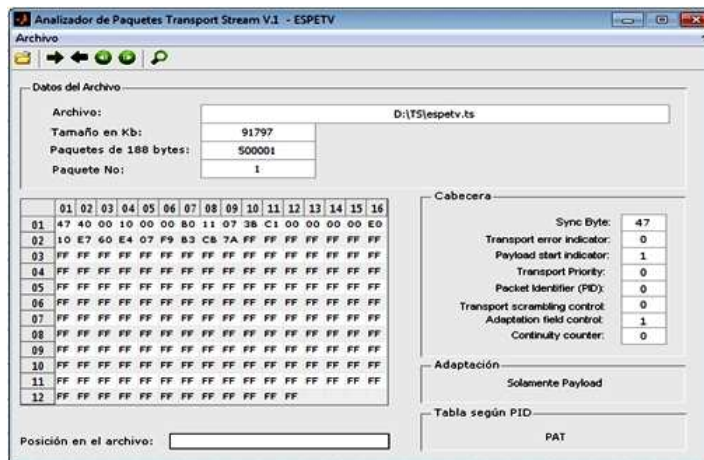 Analizador de Paquetes Transport Stream V.1 - ESPETV
Archivo
Datos del Archivo
Archivo: D:\TS\espetv.ts
Tamaño en Kb: 91797
Paquetes de 188 bytes: 500001
Paquete No: 1
01 02 03 04 05 06 07 08 09 10 11 12 13 14 15 16
01 47 40 00 10 00 00 B0 11 07 3B C1 00 00 00 00 E0
02 10 E7 60 E4 07 F9 B3 CB 7A FF FF FF FF FF FF FF
03 FF FF FF FF FF FF FF FF FF FF FF FF FF FF FF FF
04 FF FF FF FF FF FF FF FF FF FF FF FF FF FF FF FF
05 FF FF FF FF FF FF FF FF FF FF FF FF FF FF FF FF
06 FF FF FF FF FF FF FF FF FF FF FF FF FF FF FF FF
07 FF FF FF FF FF FF FF FF FF FF FF FF FF FF FF FF
08 FF FF FF FF FF FF FF FF FF FF FF FF FF FF FF FF
09 FF FF FF FF FF FF FF FF FF FF FF FF FF FF FF FF
10 FF FF FF FF FF FF FF FF FF FF FF FF FF FF FF FF
11 FF FF FF FF FF FF FF FF FF FF FF FF FF FF FF FF
12 FF FF FF FF FF FF FF FF FF FF FF FF
Posición en el archivo:
Cabecera
Sync Byte: 47
Transport error indicator: 0
Payload start indicator: 1
Transport Priority: 0
Packet Identifier (PID): 0
Transport scrambling control: 0
Adaptation field control: 1
Continuity counter: 0
Adaptación
Solamente Payload
Tabla según PID
PAT